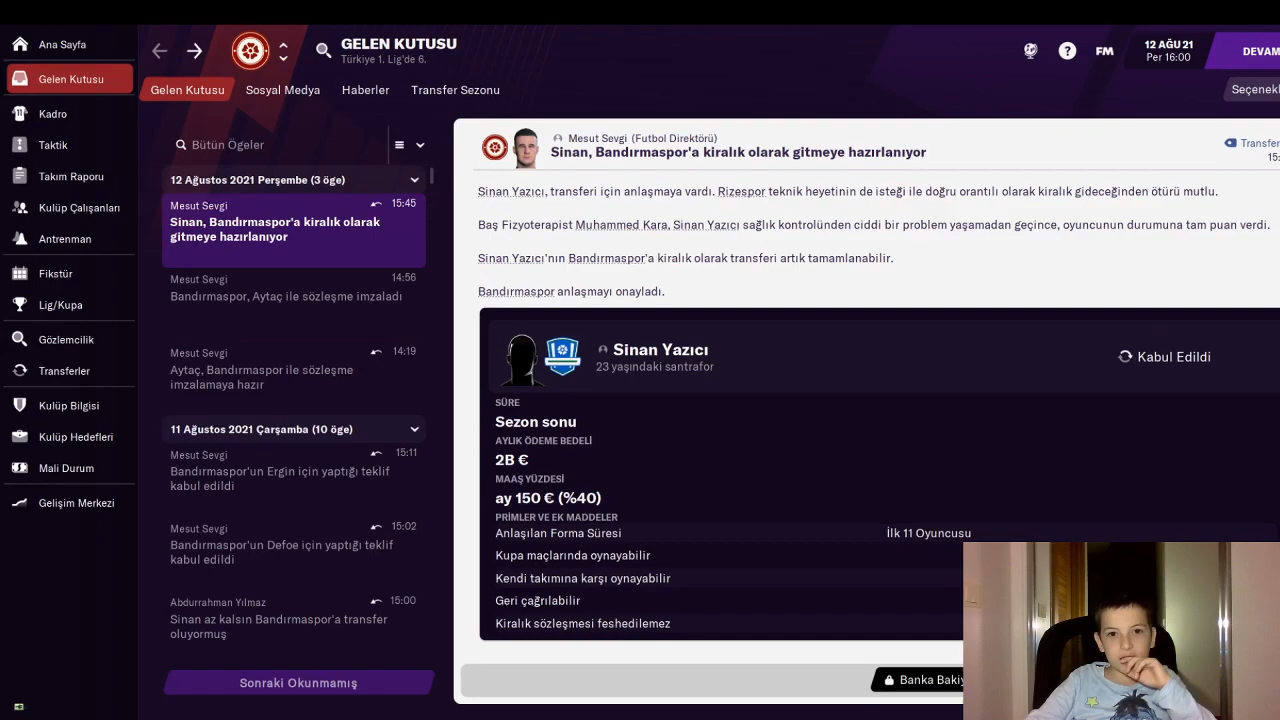 Ana Sayfa
Gelen Kutusu
Kadro
Taktik
Takım Raporu
Kulüp Çalışanları
Antrenman
Fikstür
Lig/Kupa
Gözlemcilik
Transferler
Kulüp Bilgisi
Kulüp Hedefleri
Mali Durum
Gelişim Merkezi
GELEN KUTUSU
Türkiye 1. Lig'de 6.
?
FM
12 AĞU 21
Per 16:00
DEVAM
Gelen Kutusu
Sosyal Medya
Haberler
Transfer Sezonu
Seçenekl
Bütün Ögeler
12 Ağustos 2021 Perşembe (3 öge)
Mesut Sevgi
15:45
Sinan, Bandırmaspor'a kiralık olarak
gitmeye hazırlanıyor
Mesut Sevgi
14:56
Bandırmaspor, Aytaç ile sözleşme imzaladı
Mesut Sevgi
14:19
Aytaç, Bandırmaspor ile sözleşme
imzalamaya hazır
11 Ağustos 2021 Çarşamba (10 öge)
Mesut Sevgi
15:11
Bandırmaspor'un Ergin için yaptığı teklif
kabul edildi
Mesut Sevgi
15:02
Bandırmaspor'un Defoe için yaptığı teklif
kabul edildi
Abdurrahman Yılmaz
15:00
Sinan az kalsın Bandırmaspor'a transfer
oluyormuş
Sonraki Okunmamış
Mesut Sevgi (Futbol Direktörü)
Sinan, Bandırmaspor'a kiralık olarak gitmeye hazırlanıyor
Transfer
15:
Sinan Yazıcı, transferi için anlaşmaya vardı. Rizespor teknik heyetinin de isteği ile doğru orantılı olarak kiralık gideceğinden ötürü mutlu.
Baş Fizyoterapist Muhammed Kara, Sinan Yazıcı sağlık kontrolünden ciddi bir problem yaşamadan geçince, oyuncunun durumuna tam puan verdi.
Sinan Yazıcı'nın Bandırmaspor'a kiralık olarak transferi artık tamamlanabilir.
Bandırmaspor anlaşmayı onayladı.
Sinan Yazıcı
23 yaşındaki santrafor
Kabul Edildi
SÜRE
Sezon sonu
AYLIK ÖDEME BEDELİ
2B €
MAAŞ YÜZDESİ
ay 150 € (%40)
PRİMLER VE EK MADDELER
Anlaşılan Forma Süresi
İlk 11 Oyuncusu
Kupa maçlarında oynayabilir
Kendi takımına karşı oynayabilir
Geri çağrılabilir
Kiralık sözleşmesi feshedilemez
Banka Bakiy